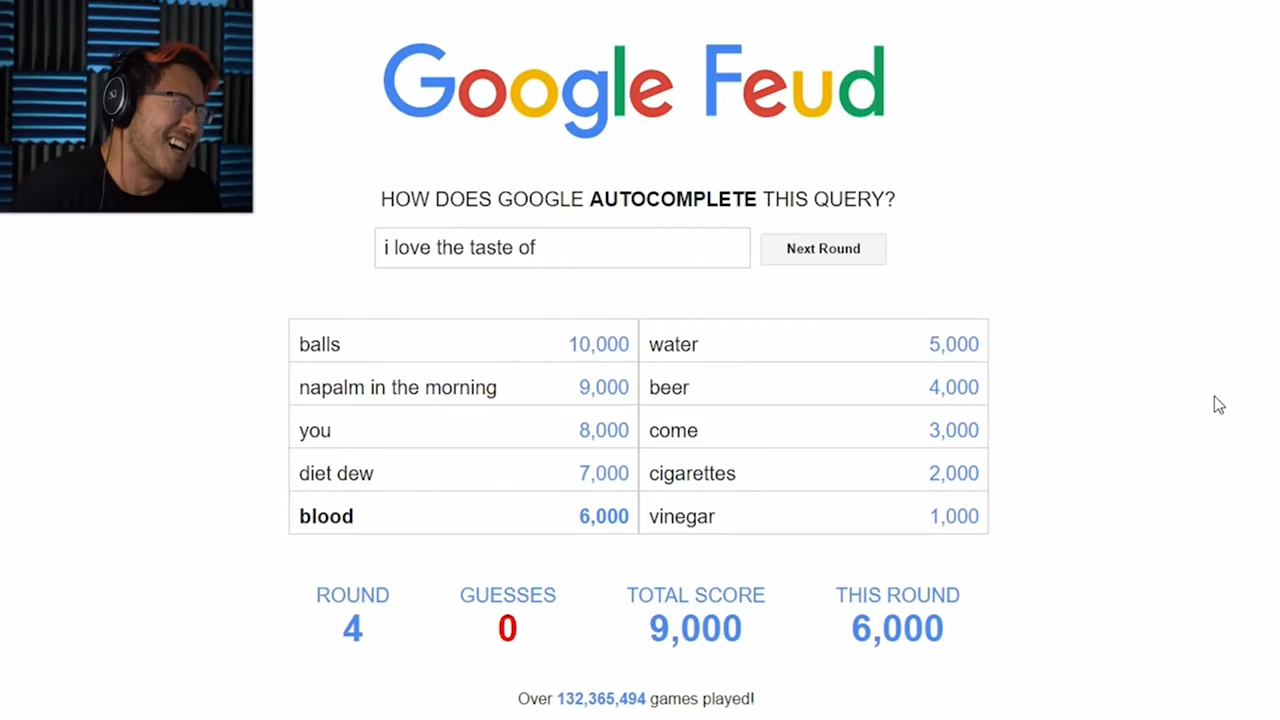 Google Feud
HOW DOES GOOGLE AUTOCOMPLETE THIS QUERY?
i love the taste of
Next Round
balls 10,000
water 5,000
napalm in the morning 9,000
beer 4,000
you 8,000
come 3,000
diet dew 7,000
cigarettes 2,000
blood 6,000
vinegar 1,000
ROUND GUESSES TOTAL SCORE THIS ROUND
4 0 9,000 6,000
Over 132,365,494 games played!